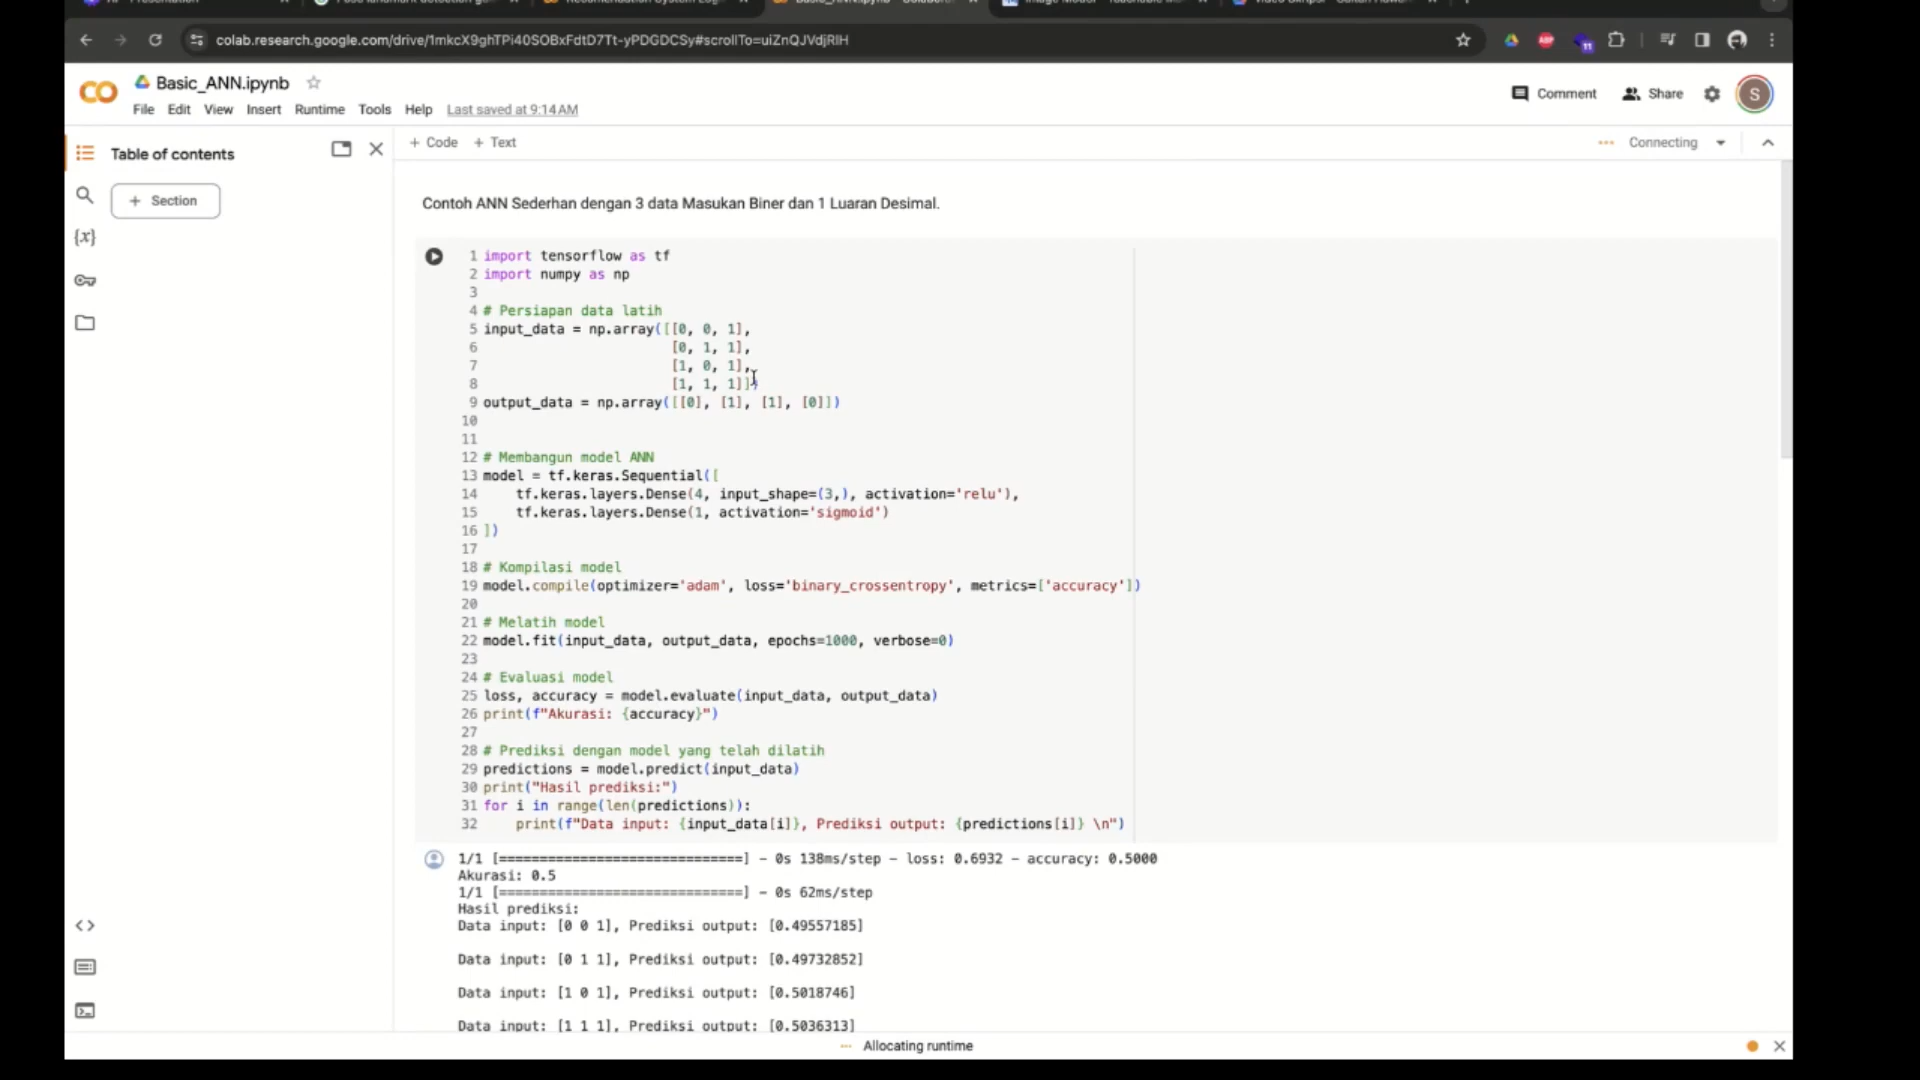 colab.research.google.com/drive/1mkcX9ghTPi40SOBxFdtD7Tt-yPDGDCSy#scrollTo=uiZnQJVdjRlH
11
CO
Basic_ANN.ipynb
File Edit View Insert Runtime Tools Help Last saved at 9:14 AM
Comment Share S
Table of contents
+ Code + Text
Connecting
+ Section
{x}
Contoh ANN Sederhan dengan 3 data Masukan Biner dan 1 Luaran Desimal.
1 import tensorflow as tf
2 import numpy as np
3
4 # Persiapan data latih
5 input_data = np.array([[0, 0, 1],
6 [0, 1, 1],
7 [1, 0, 1],
8 [1, 1, 1]])
9 output_data = np.array([[0], [1], [1], [0]])
10
11
12 # Membangun model ANN
13 model = tf.keras.Sequential([
14 tf.keras.layers.Dense(4, input_shape=(3,), activation='relu'),
15 tf.keras.layers.Dense(1, activation='sigmoid')
16 ])
17
18 # Kompilasi model
19 model.compile(optimizer='adam', loss='binary_crossentropy', metrics=['accuracy'])
20
21 # Melatih model
22 model.fit(input_data, output_data, epochs=1000, verbose=0)
23
24 # Evaluasi model
25 loss, accuracy = model.evaluate(input_data, output_data)
26 print(f"Akurasi: {accuracy}")
27
28 # Prediksi dengan model yang telah dilatih
29 predictions = model.predict(input_data)
30 print("Hasil prediksi:")
31 for i in range(len(predictions)):
32 print(f"Data input: {input_data[i]}, Prediksi output: {predictions[i]} \n")
1/1 [==============================] - 0s 138ms/step - loss: 0.6932 - accuracy: 0.5000
Akurasi: 0.5
1/1 [==============================] - 0s 62ms/step
Hasil prediksi:
Data input: [0 0 1], Prediksi output: [0.49557185]
Data input: [0 1 1], Prediksi output: [0.49732852]
Data input: [1 0 1], Prediksi output: [0.5018746]
Data input: [1 1 1], Prediksi output: [0.5036313]
Allocating runtime